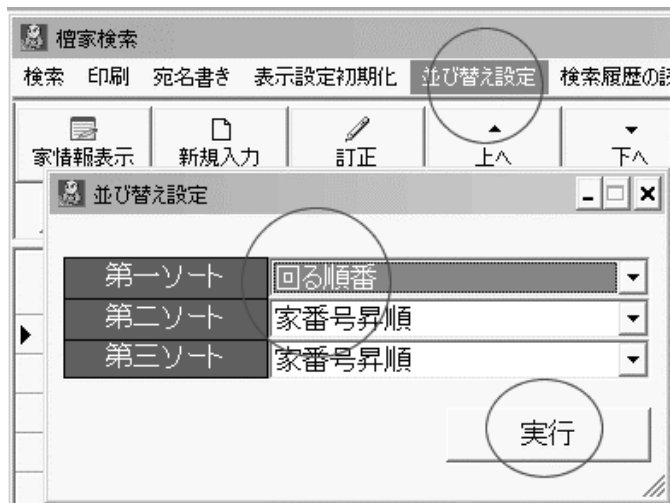 檀家検索
検索 印刷 宛名書き 表示設定初期化 並び替え設定 検索履歴の
家情報表示 新規入力 訂正 上へ 下へ
並び替え設定
第一ソート 回る順番
第二ソート 家番号昇順
第三ソート 家番号昇順
実行